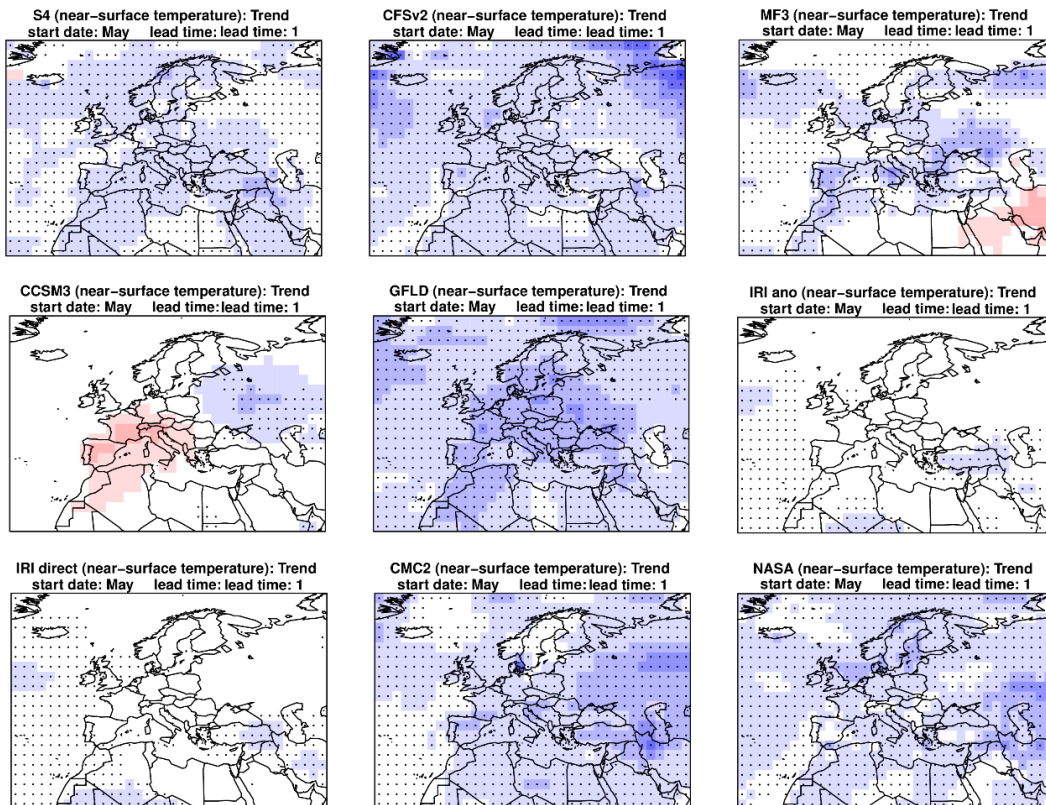 S4 (near-surface temperature): Trend
start date: May lead time: lead time: 1
CFSv2 (near-surface temperature): Trend
start date: May lead time: lead time: 1
MF3 (near-surface temperature): Trend
start date: May lead time: lead time: 1
CCSM3 (near-surface temperature): Trend
start date: May lead time: lead time: 1
GFLD (near-surface temperature): Trend
start date: May lead time: lead time: 1
IRI ano (near-surface temperature): Trend
start date: May lead time: lead time: 1
IRI direct (near-surface temperature): Trend
start date: May lead time: lead time: 1
CMC2 (near-surface temperature): Trend
start date: May lead time: lead time: 1
NASA (near-surface temperature): Trend
start date: May lead time: lead time: 1